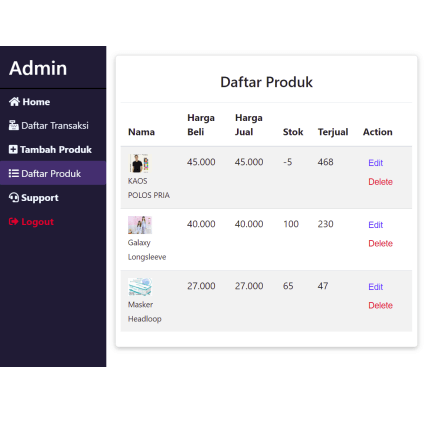 Admin
Home
Daftar Transaksi
Tambah Produk
Daftar Produk
Support
Logout
Daftar Produk
Nama Harga Beli Harga Jual Stok Terjual Action
KAOS POLOS PRIA 45.000 45.000 -5 468 Edit Delete
Galaxy Longsleeve 40.000 40.000 100 230 Edit Delete
Masker Headloop 27.000 27.000 65 47 Edit Delete